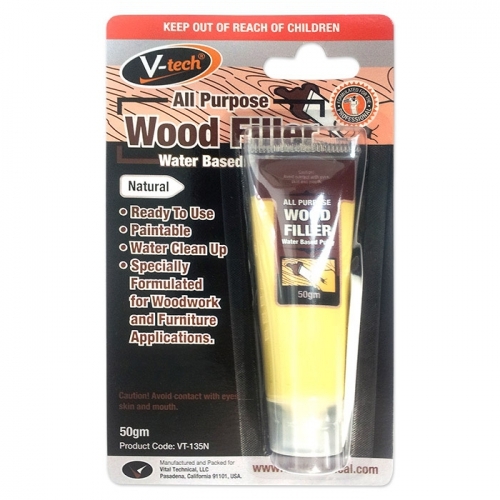 KEEP OUT OF REACH OF CHILDREN
V-tech®
All Purpose
Wood Filler
Water Based
Natural
• Ready To Use
• Paintable
• Water Clean Up
• Specially
Formulated
for Woodwork
and Furniture
Applications.
ALL PURPOSE
WOOD
FILLER
Water Based
50gm
Caution! Avoid contact with eyes,
skin and mouth.
50gm
Product Code: VT-135N
Manufactured and Packed for
Vital Technical, LLC
Pasadena, California 91101, USA.